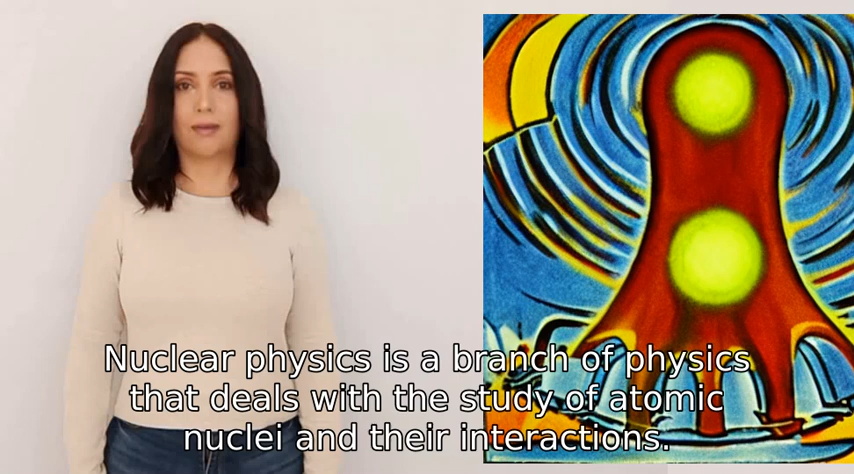 Nuclear physics is a branch of physics
that deals with the study of atomic
nuclei and their interactions.